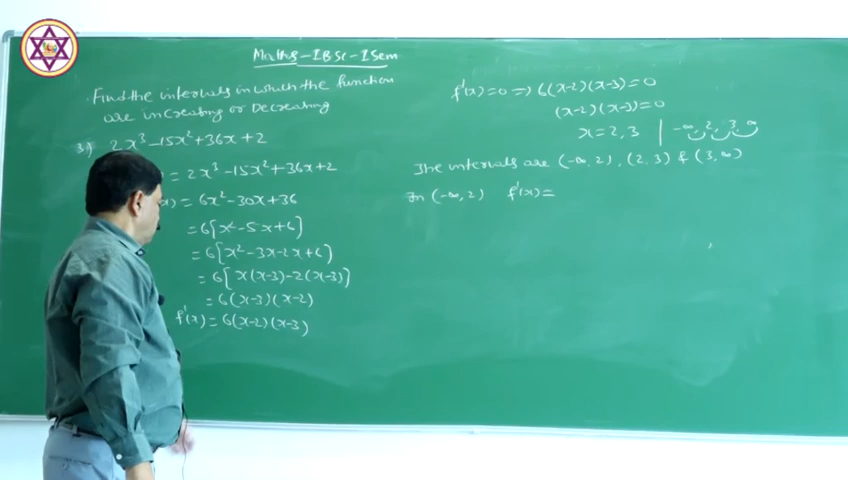 Maths - I BSc - I Sem
Find the intervals in which the function
are increasing or Decreasing
3) 2x³ - 15x² + 36x + 2
= 2x³ - 15x² + 36x + 2
= 6x² - 30x + 36
= 6[x² - 5x + 6]
= 6[x² - 3x - 2x + 6]
= 6[x(x-3) - 2(x-3)]
= 6(x-3)(x-2)
f'(x) = 6(x-2)(x-3)
f'(x) = 0 ⇒ 6(x-2)(x-3) = 0
(x-2)(x-3) = 0
x = 2, 3 | -∞, 2, 3, ∞
The intervals are (-∞, 2), (2, 3) & (3, ∞)
In (-∞, 2) f'(x) =